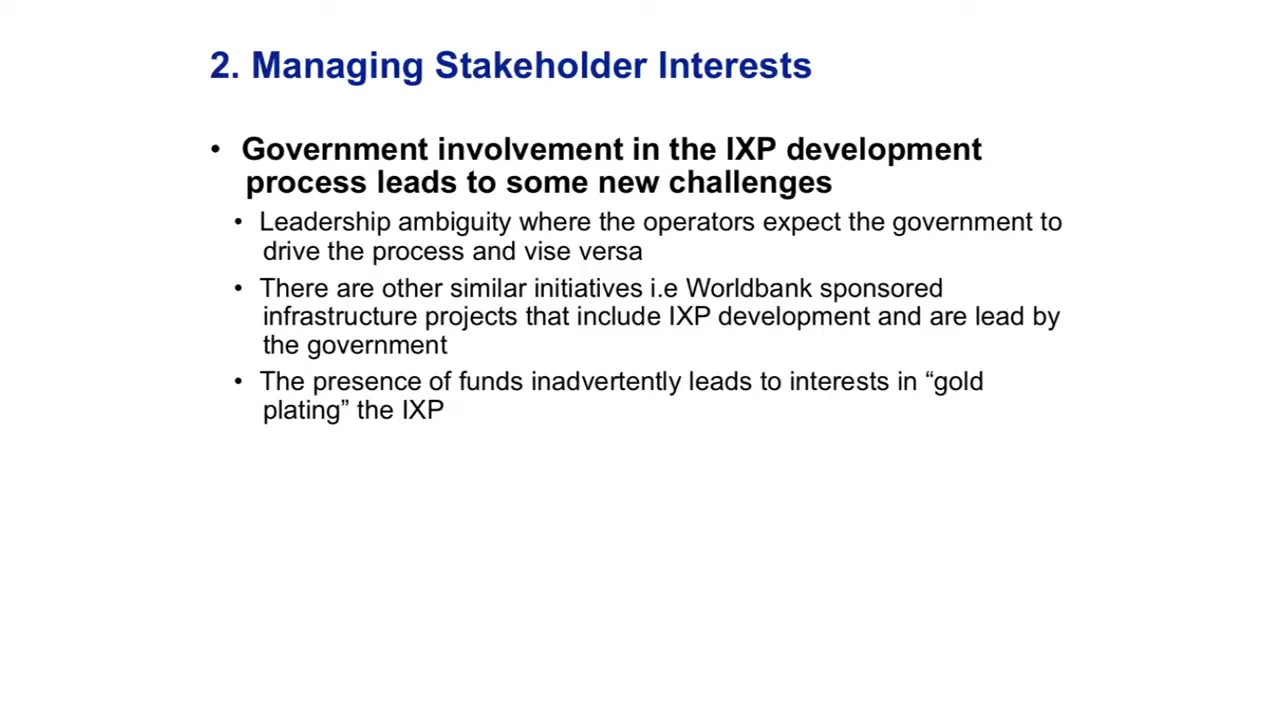 2. Managing Stakeholder Interests
• Government involvement in the IXP development
process leads to some new challenges
• Leadership ambiguity where the operators expect the government to
drive the process and vise versa
• There are other similar initiatives i.e Worldbank sponsored
infrastructure projects that include IXP development and are lead by
the government
• The presence of funds inadvertently leads to interests in “gold
plating” the IXP